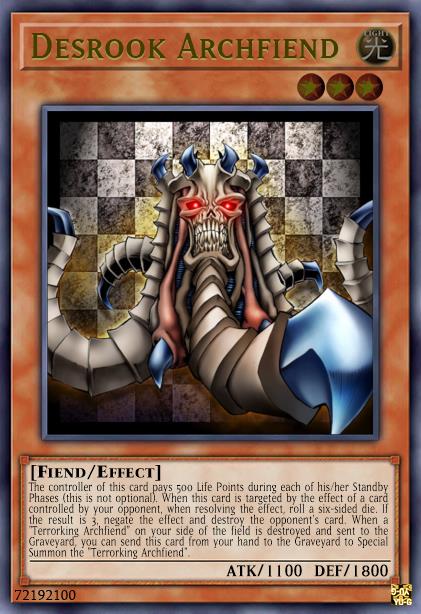 DESROOK ARCHFIEND
LIGHT
光
[FIEND/EFFECT]
The controller of this card pays 500 Life Points during each of his/her Standby
Phases (this is not optional). When this card is targeted by the effect of a card
controlled by your opponent, when resolving the effect, roll a six-sided die. If
the result is 3, negate the effect and destroy the opponent's card. When a
"Terrorking Archfiend" on your side of the field is destroyed and sent to the
Graveyard, you can send this card from your hand to the Graveyard to Special
Summon the "Terrorking Archfiend".
ATK/1100 DEF/1800
72192100